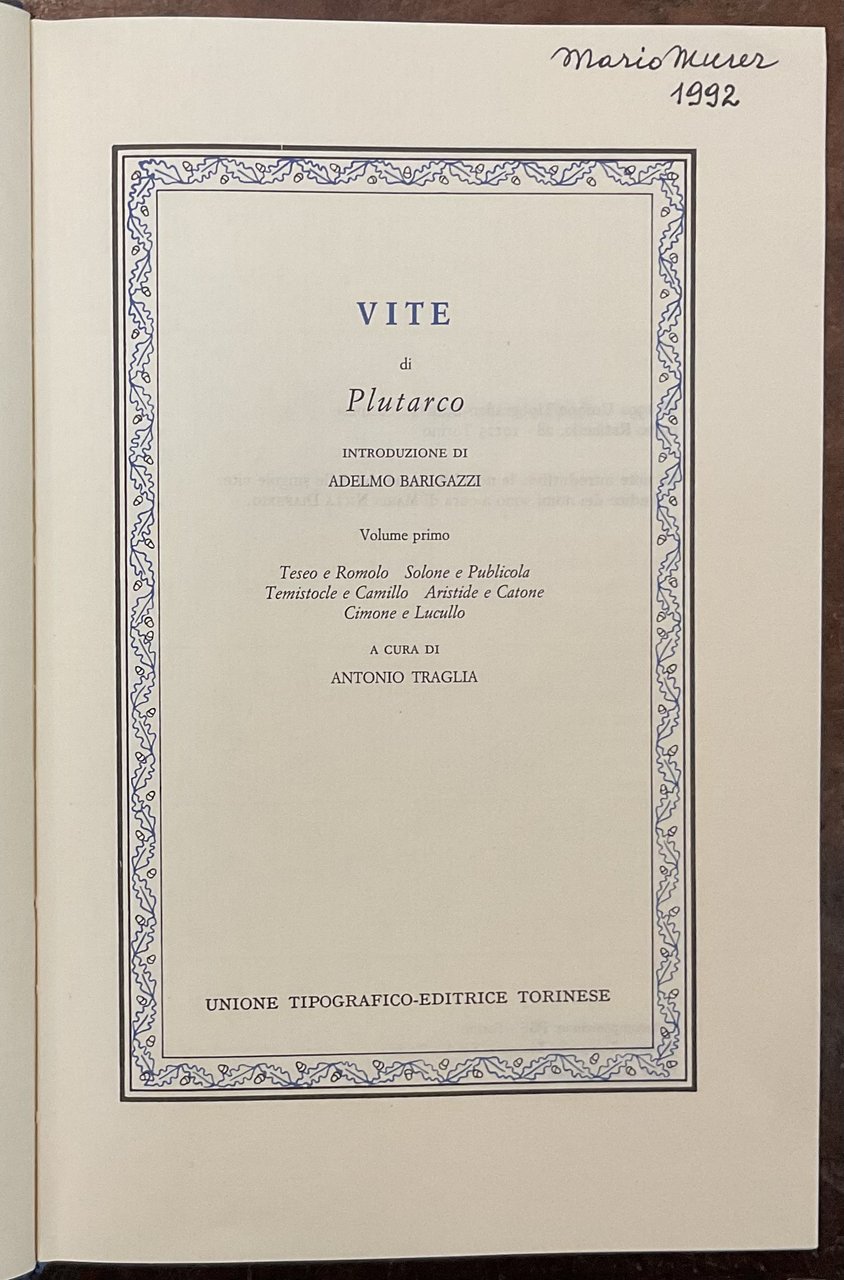 Mario Murer
1992
VITE
di
Plutarco
INTRODUZIONE DI
ADELMO BARIGAZZI
Volume primo
Teseo e Romolo Solone e Publicola
Temistocle e Camillo Aristide e Catone
Cimone e Lucullo
A CURA DI
ANTONIO TRAGLIA
UNIONE TIPOGRAFICO-EDITRICE TORINESE